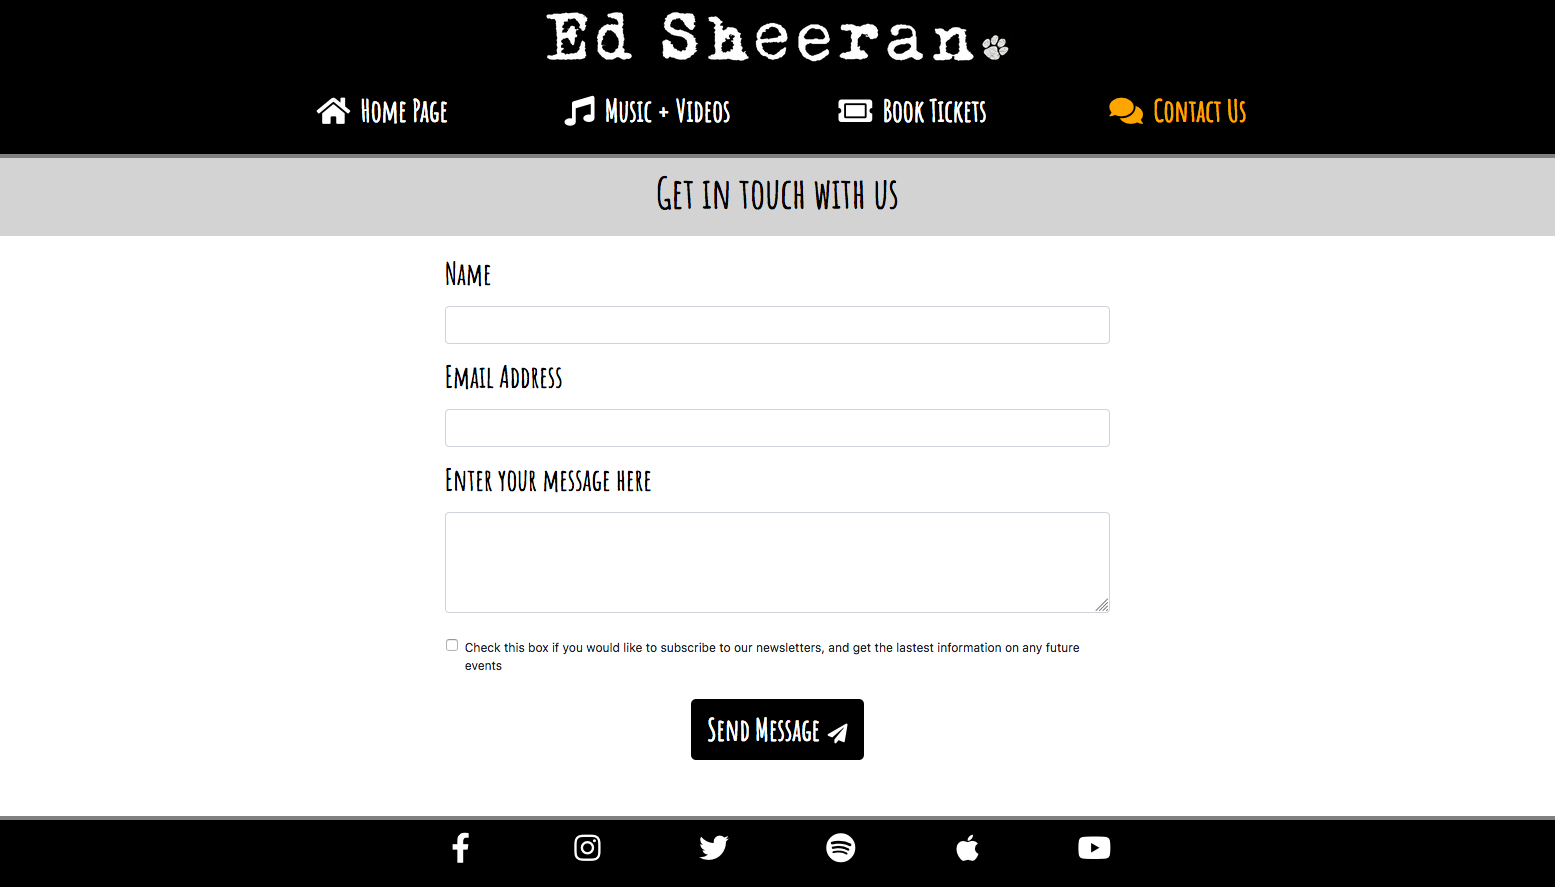 Ed Sheeran
Home Page
Music + Videos
Book Tickets
Contact Us
Get in touch with us
Name
Email Address
Enter your message here
Check this box if you would like to subscribe to our newsletters, and get the lastest information on any future
events
Send Message